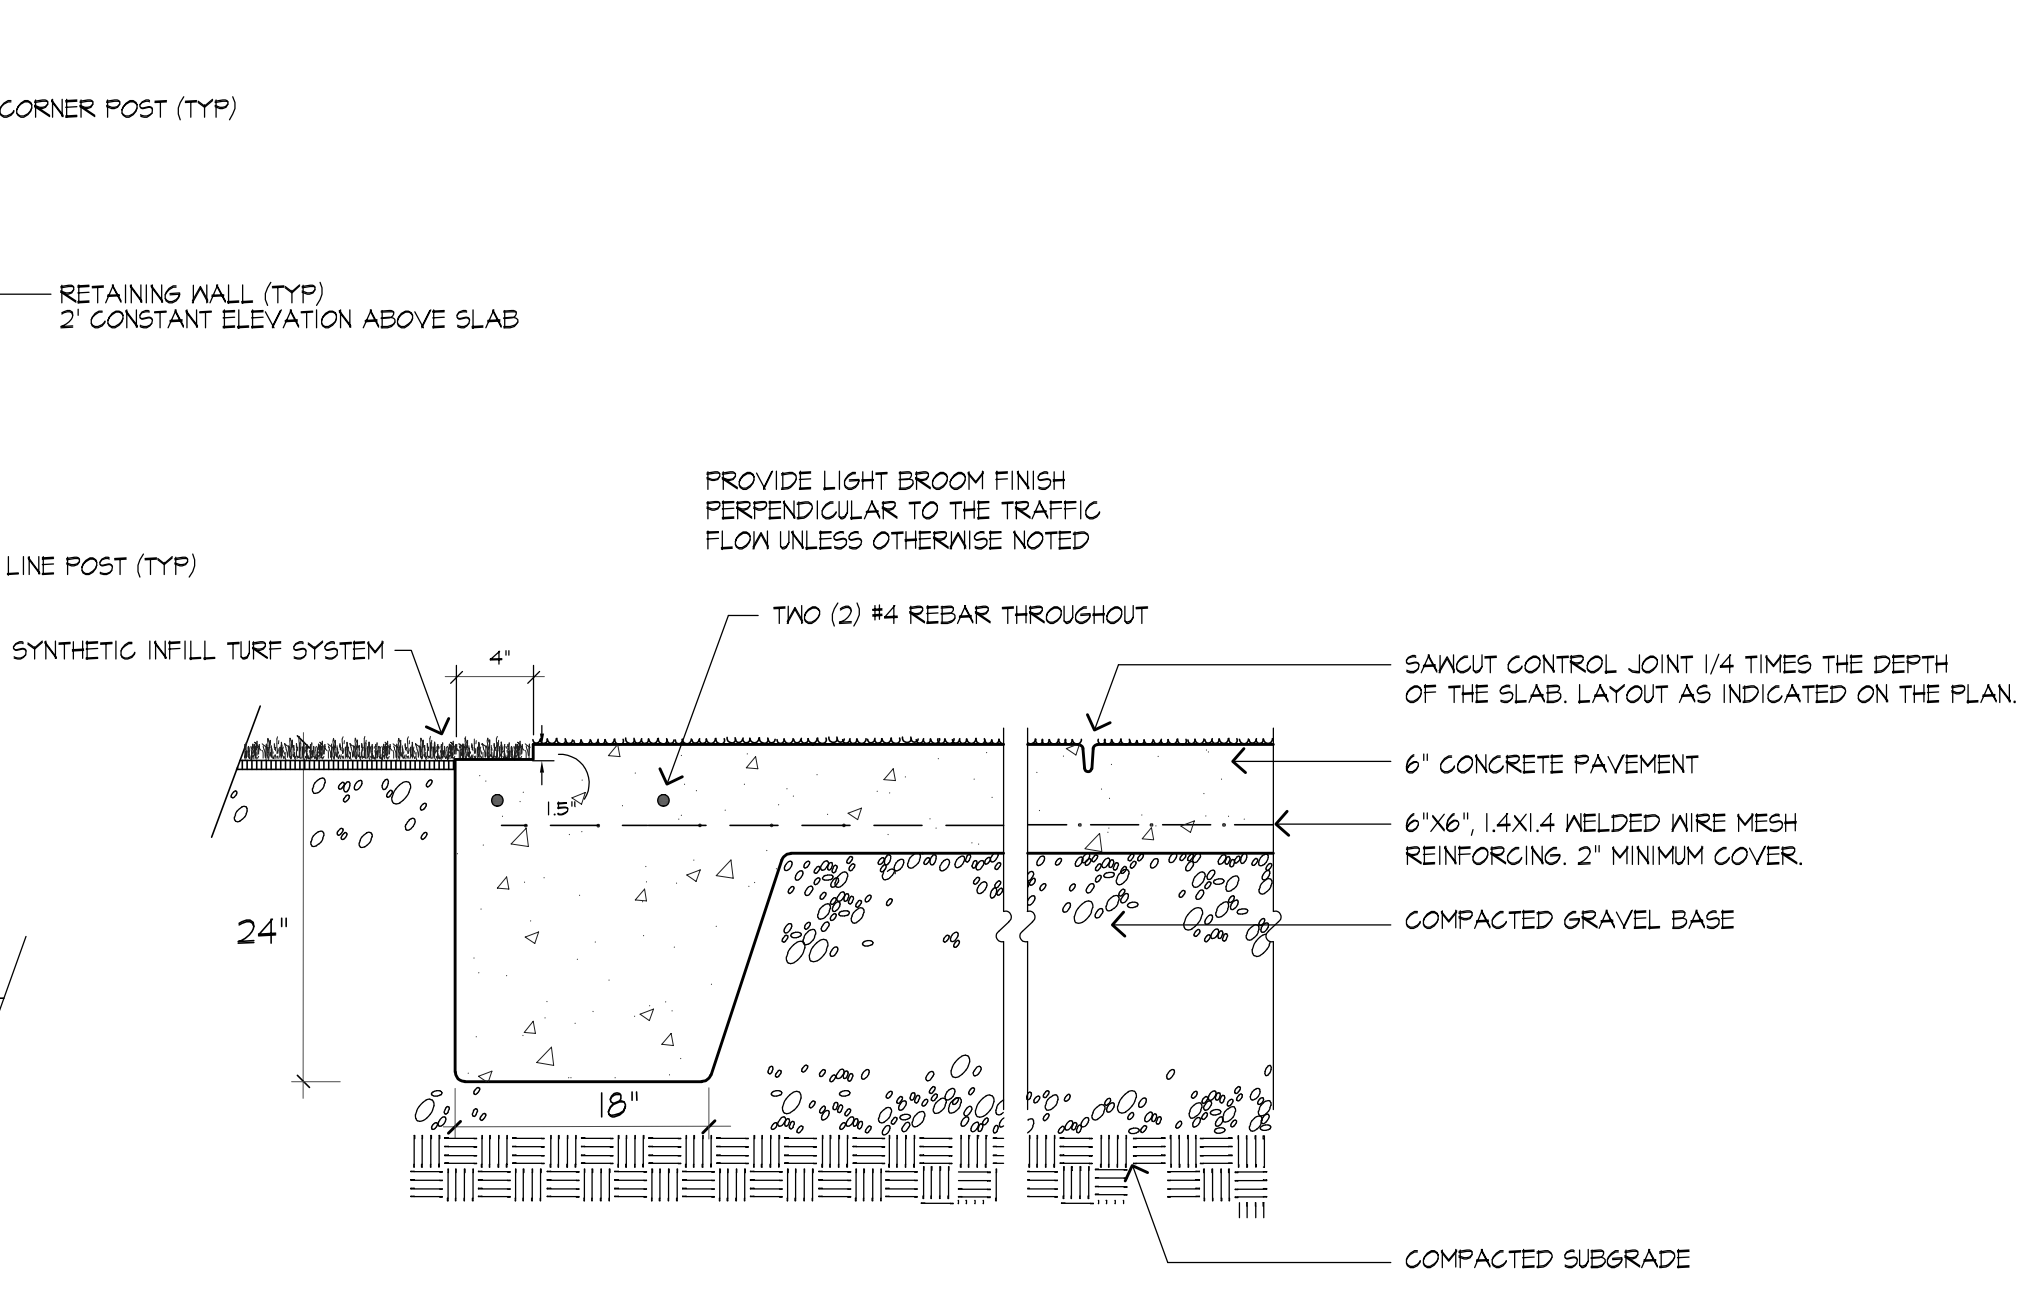 CORNER POST (TYP)
RETAINING WALL (TYP)
2' CONSTANT ELEVATION ABOVE SLAB
PROVIDE LIGHT BROOM FINISH
PERPENDICULAR TO THE TRAFFIC
FLOW UNLESS OTHERWISE NOTED
LINE POST (TYP)
TWO (2) #4 REBAR THROUGHOUT
SYNTHETIC INFILL TURF SYSTEM
4"
SAWCUT CONTROL JOINT 1/4 TIMES THE DEPTH
OF THE SLAB. LAYOUT AS INDICATED ON THE PLAN.
6" CONCRETE PAVEMENT
1.5"
6"X6", 1.4X1.4 WELDED WIRE MESH
REINFORCING. 2" MINIMUM COVER.
24"
COMPACTED GRAVEL BASE
18"
COMPACTED SUBGRADE